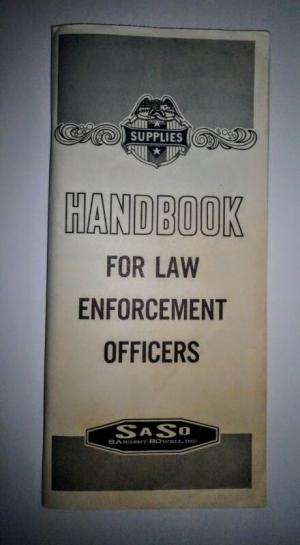 SUPPLIES
HANDBOOK
FOR LAW
ENFORCEMENT
OFFICERS
SASO
SARGENT-SOWELL, INC